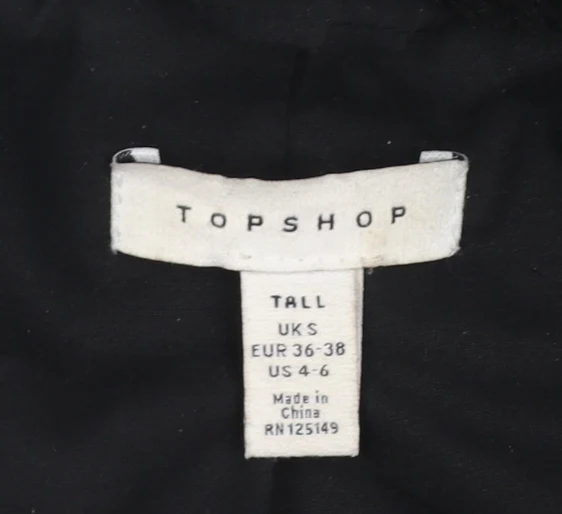 TOPSHOP
TALL
UK S
EUR 36-38
US 4-6
Made in
China
RN125149